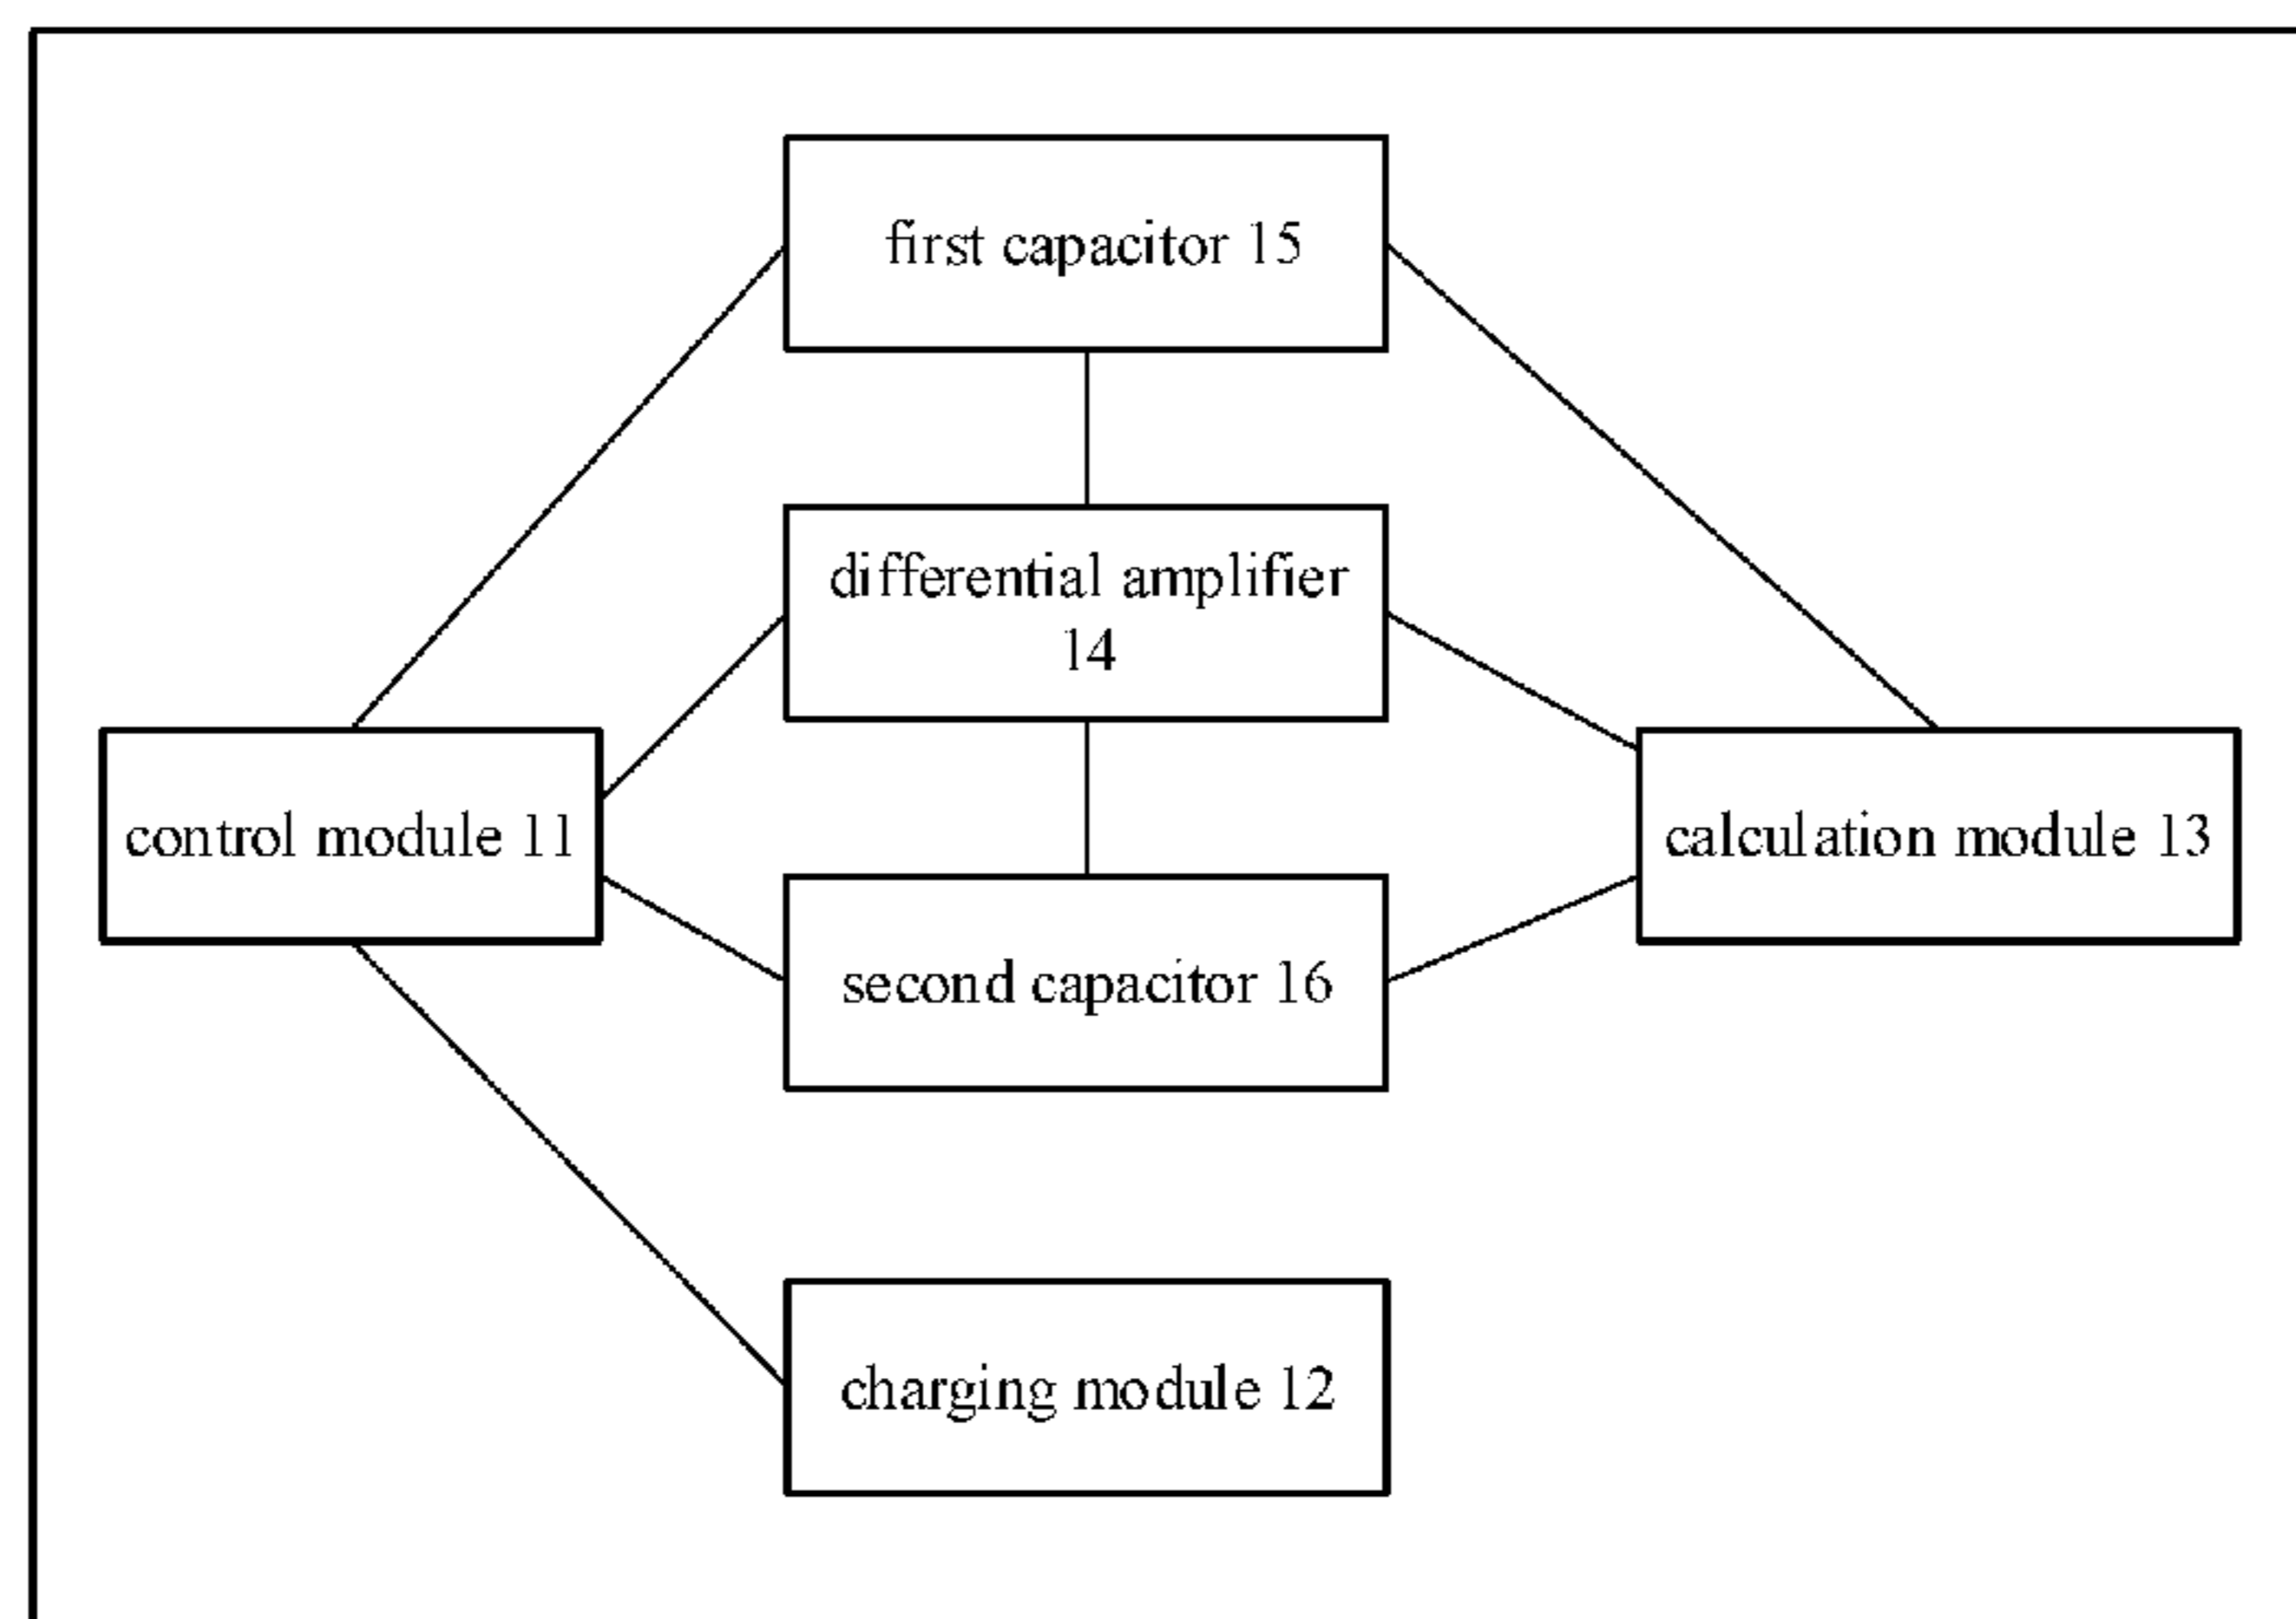 first capacitor 15
differential amplifier
14
control module 11
calculation module 13
second capacitor 16
charging module 12